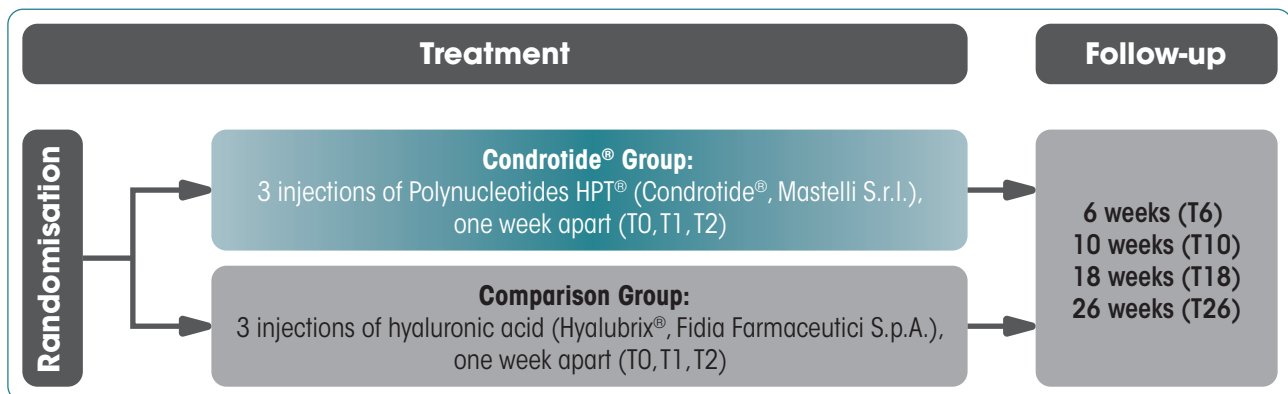 Treatment
Follow-up
Randomisation
Condrotide® Group:
3 injections of Polynucleotides HPT® (Condrotide®, Mastelli S.r.l.),
one week apart (T0, T1, T2)
Comparison Group:
3 injections of hyaluronic acid (Hyalubrix®, Fidia Farmaceutici S.p.A.),
one week apart (T0, T1, T2)
6 weeks (T6)
10 weeks (T10)
18 weeks (T18)
26 weeks (T26)